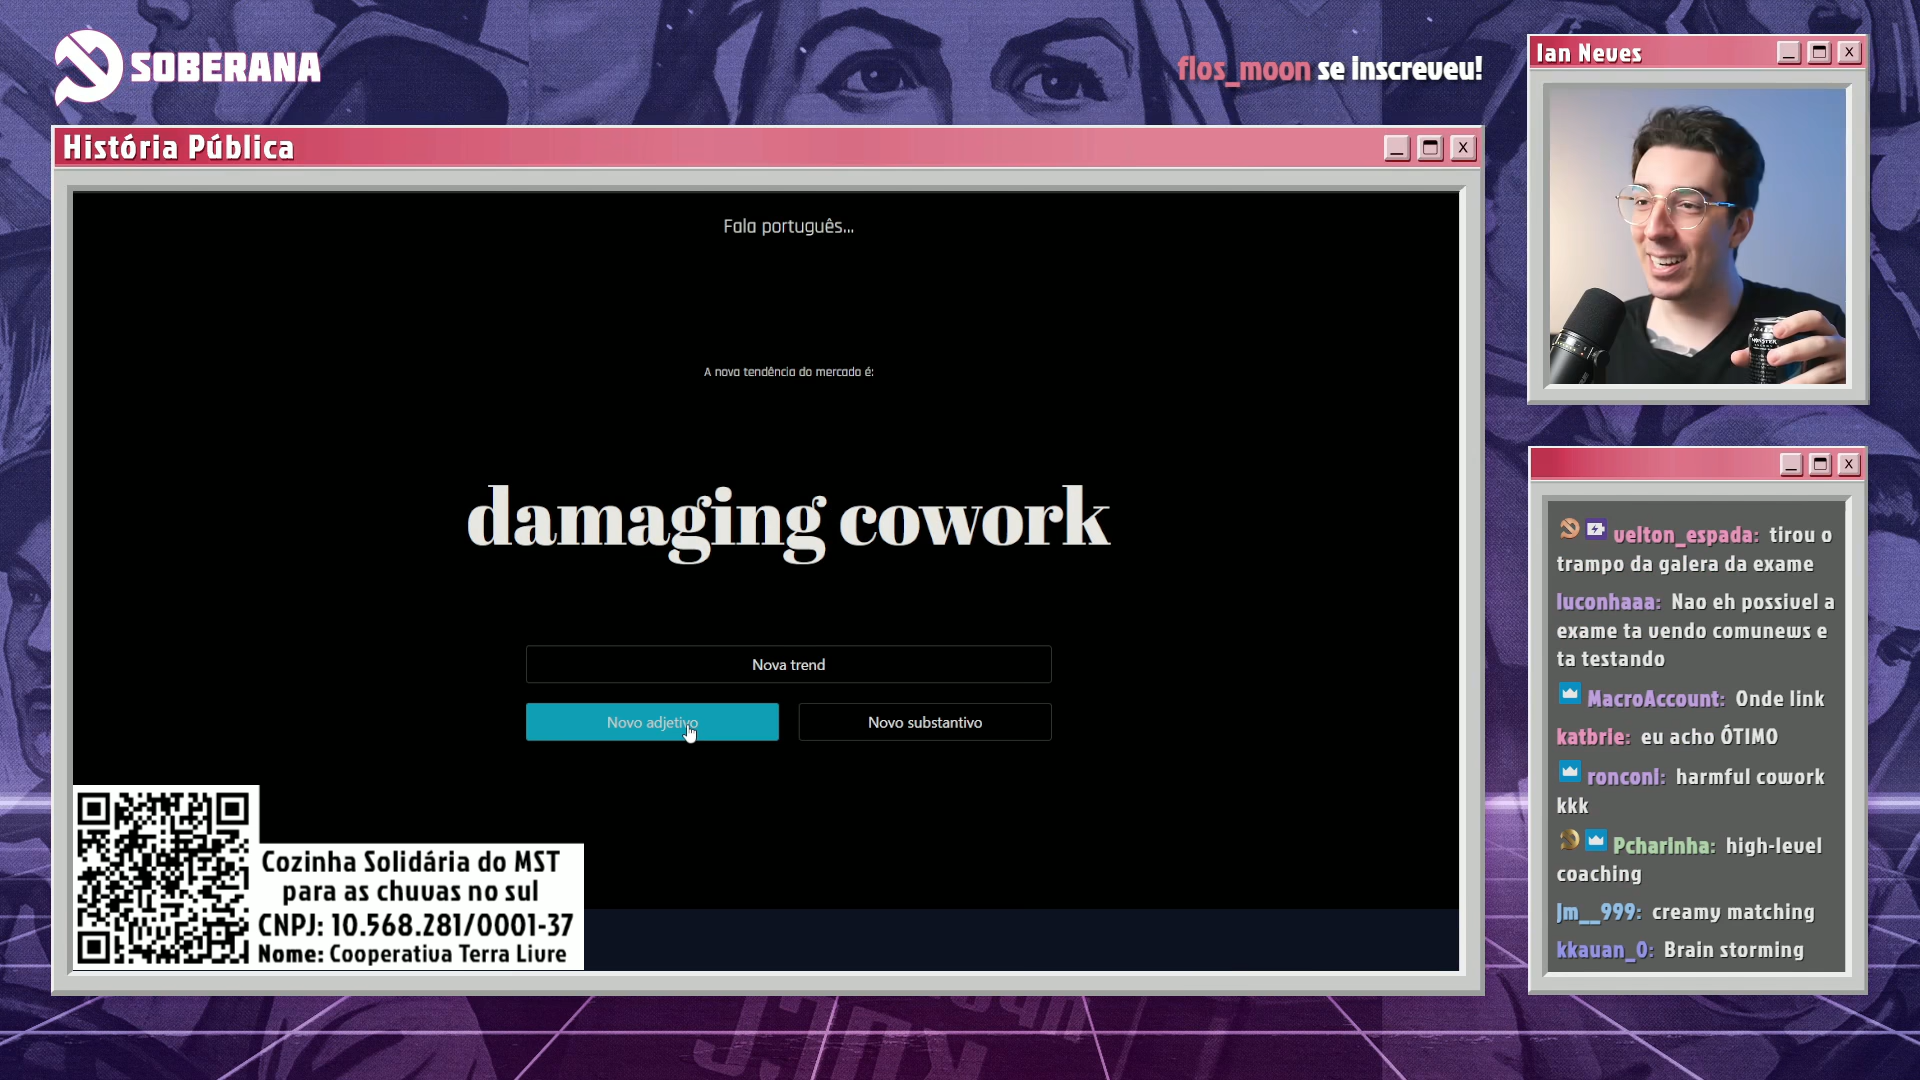 SOBERANA
flos_moon se inscreveu!
Ian Neves
História Pública
Fala português...
A nova tendência do mercado é:
damaging cowork
Nova trend
Novo adjetivo
Novo substantivo
Cozinha Solidária do MST
para as chuvas no sul
CNPJ: 10.568.281/0001-37
Nome: Cooperativa Terra Livre
velton_espada: tirou o
trampo da galera da exame
luconhaaa: Nao eh possivel a
exame ta vendo comunews e
ta testando
MacroAccount: Onde link
katbrie: eu acho ÓTIMO
ronconi: harmful cowork
kkk
Pcharinha: high-level
coaching
Jm__999: creamy matching
kkauan_0: Brain storming